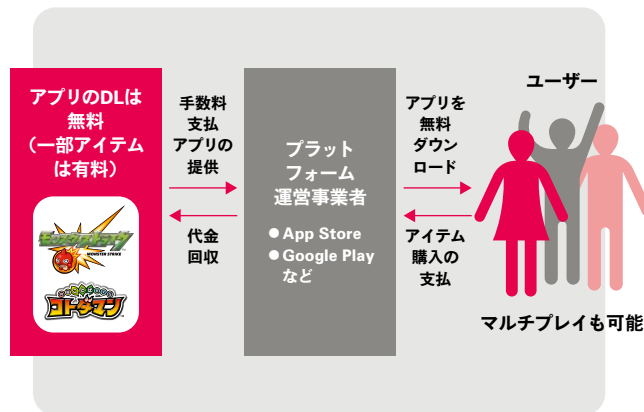 アプリのDLは
無料
（一部アイテム
は有料）
モンスターストライク
MONSTER STRIKE
コトダマン
手数料
支払
アプリの
提供
代金
回収
プラット
フォーム
運営事業者
●App Store
●Google Play
など
アプリを
無料
ダウン
ロード
アイテム
購入の
支払
ユーザー
マルチプレイも可能